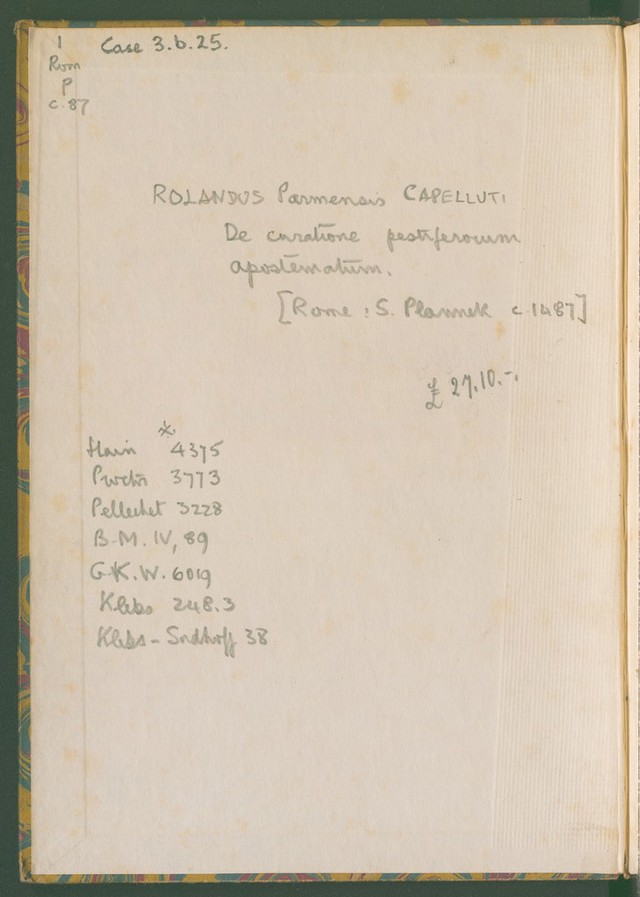 1
Rom
P
c.87
Case 3.b.25.
ROLANDUS Parmensis CAPELLUTI
De curatione pestiferorum
apostematum.
[Rome : S. Plannck c.1487]
£ 27.10.-.
Hain *4375
Proctor 3773
Pellechet 3228
B.M. IV, 89
G.K.W. 6019
Klebs 248.3
Klebs - Sudhoff 38